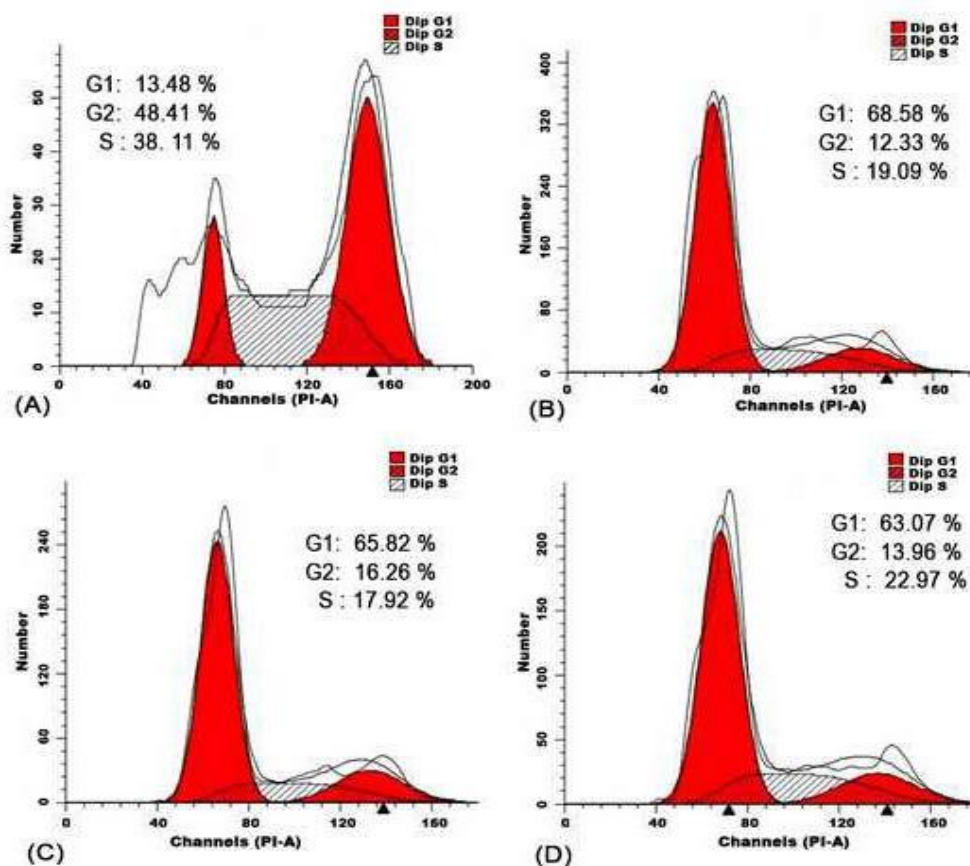 Dip G1
Dip G2
Dip S
G1: 13.48 %
G2: 48.41 %
S : 38. 11 %
Number
50
40
30
20
10
0
0 40 80 120 160 200
Channels (PI-A)
(A)
Dip G1
Dip G2
Dip S
G1: 68.58 %
G2: 12.33 %
S : 19.09 %
Number
400
320
240
160
80
0
0 40 80 120 160
Channels (PI-A)
(B)
Dip G1
Dip G2
Dip S
G1: 65.82 %
G2: 16.26 %
S : 17.92 %
Number
240
180
120
60
0
0 40 80 120 160
Channels (PI-A)
(C)
Dip G1
Dip G2
Dip S
G1: 63.07 %
G2: 13.96 %
S : 22.97 %
Number
200
150
100
50
0
0 40 80 120 160
Channels (PI-A)
(D)